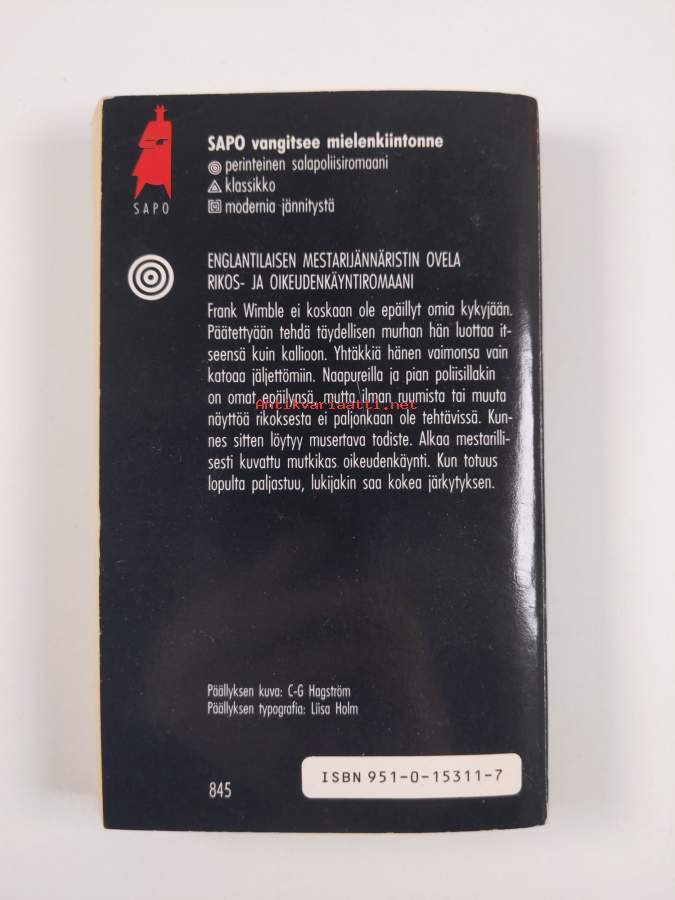 SAPO vangitsee mielenkiintonne
perinteinen salapoliisiromaani
klassikko
modernia jännitystä
SAPO
ENGLANTILAISEN MESTARIJÄNNÄRISTIN OVELA
RIKOS- JA OIKEUDENKÄYNTIROMAANI
Frank Wimble ei koskaan ole epäillyt omia kykyjään.
Päätettyään tehdä täydellisen murhan hän luottaa it-
seensä kuin kallioon. Yhtäkkiä hänen vaimonsa vain
katoaa jäljettömiin. Naapureilla ja pian poliisillakin
on omat epäilynsä, mutta ilman ruumista tai muuta
Antikvariaatti.net
näyttöä rikoksesta ei paljonkaan ole tehtävissä. Kun-
nes sitten löytyy musertava todiste. Alkaa mestarilli-
sesti kuvattu mutkikas oikeudenkäynti. Kun totuus
lopulta paljastuu, lukijakin saa kokea järkytyksen.
Päällyksen kuva: C-G Hagström
Päällyksen typografia: Liisa Holm
845
ISBN 951-0-15311-7